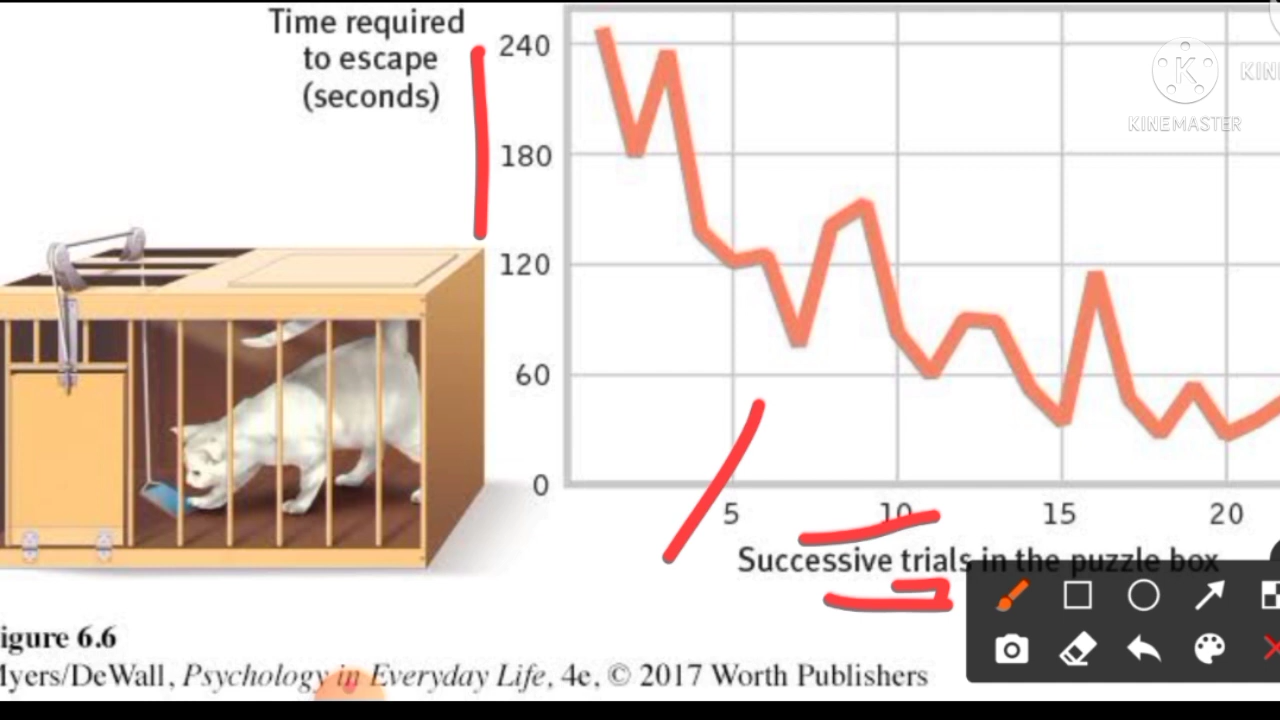 Time required
to escape
(seconds)
240
180
120
60
0
5 10 15 20
Successive trials in the puzzle box
igure 6.6
Myers/DeWall, Psychology in Everyday Life, 4e, © 2017 Worth Publishers
K
KINEMASTER
KINE